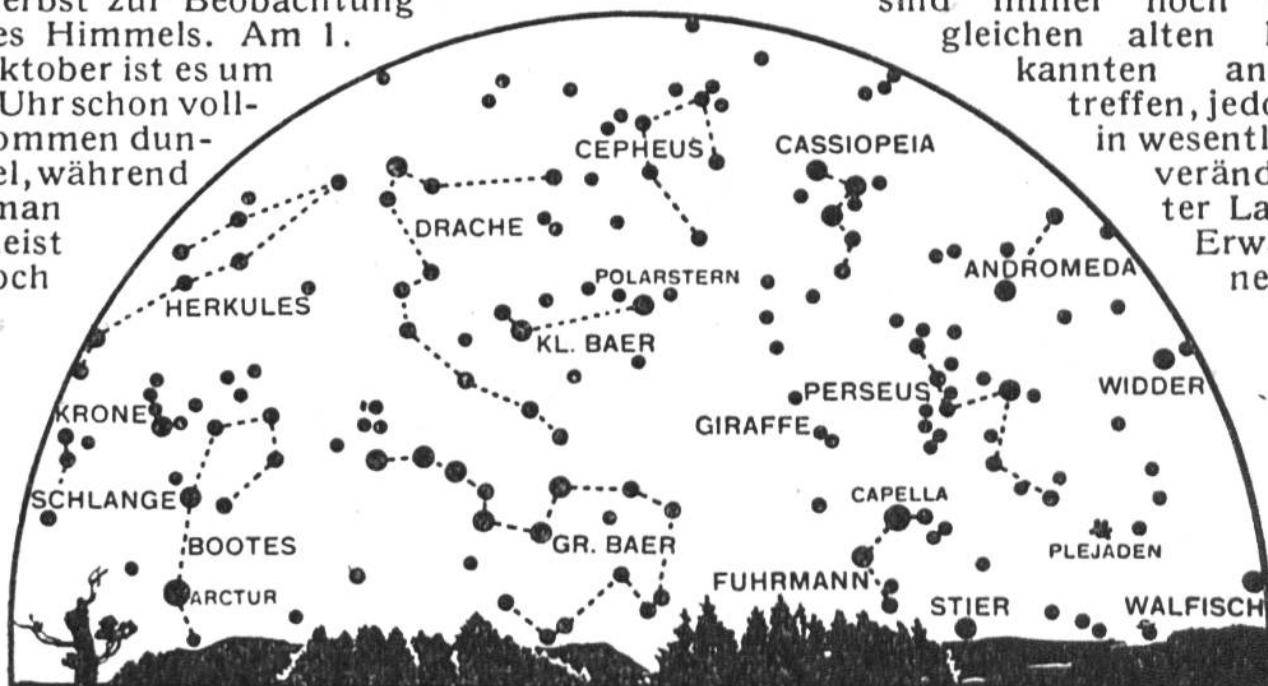 erbst zur Beobachtung
es Himmels. Am 1.
ktober ist es um
Uhr schon voll-
ommen dun-
el, während
man
eist
och
sind immer noch
gleichen alten
kannten an
treffen, jedo
in wesentl
veränd
ter La
Erw
ne
CEPHEUS
CASSIOPEIA
DRACHE
POLARSTERN
ANDROMEDA
HERKULES
KL. BAER
PERSEUS
WIDDER
KRONE
GIRAFFE
SCHLANGE
CAPELLA
BOOTES
GR. BAER
PLEJADEN
FUHRMANN
ARCTUR
STIER
WALFISCH